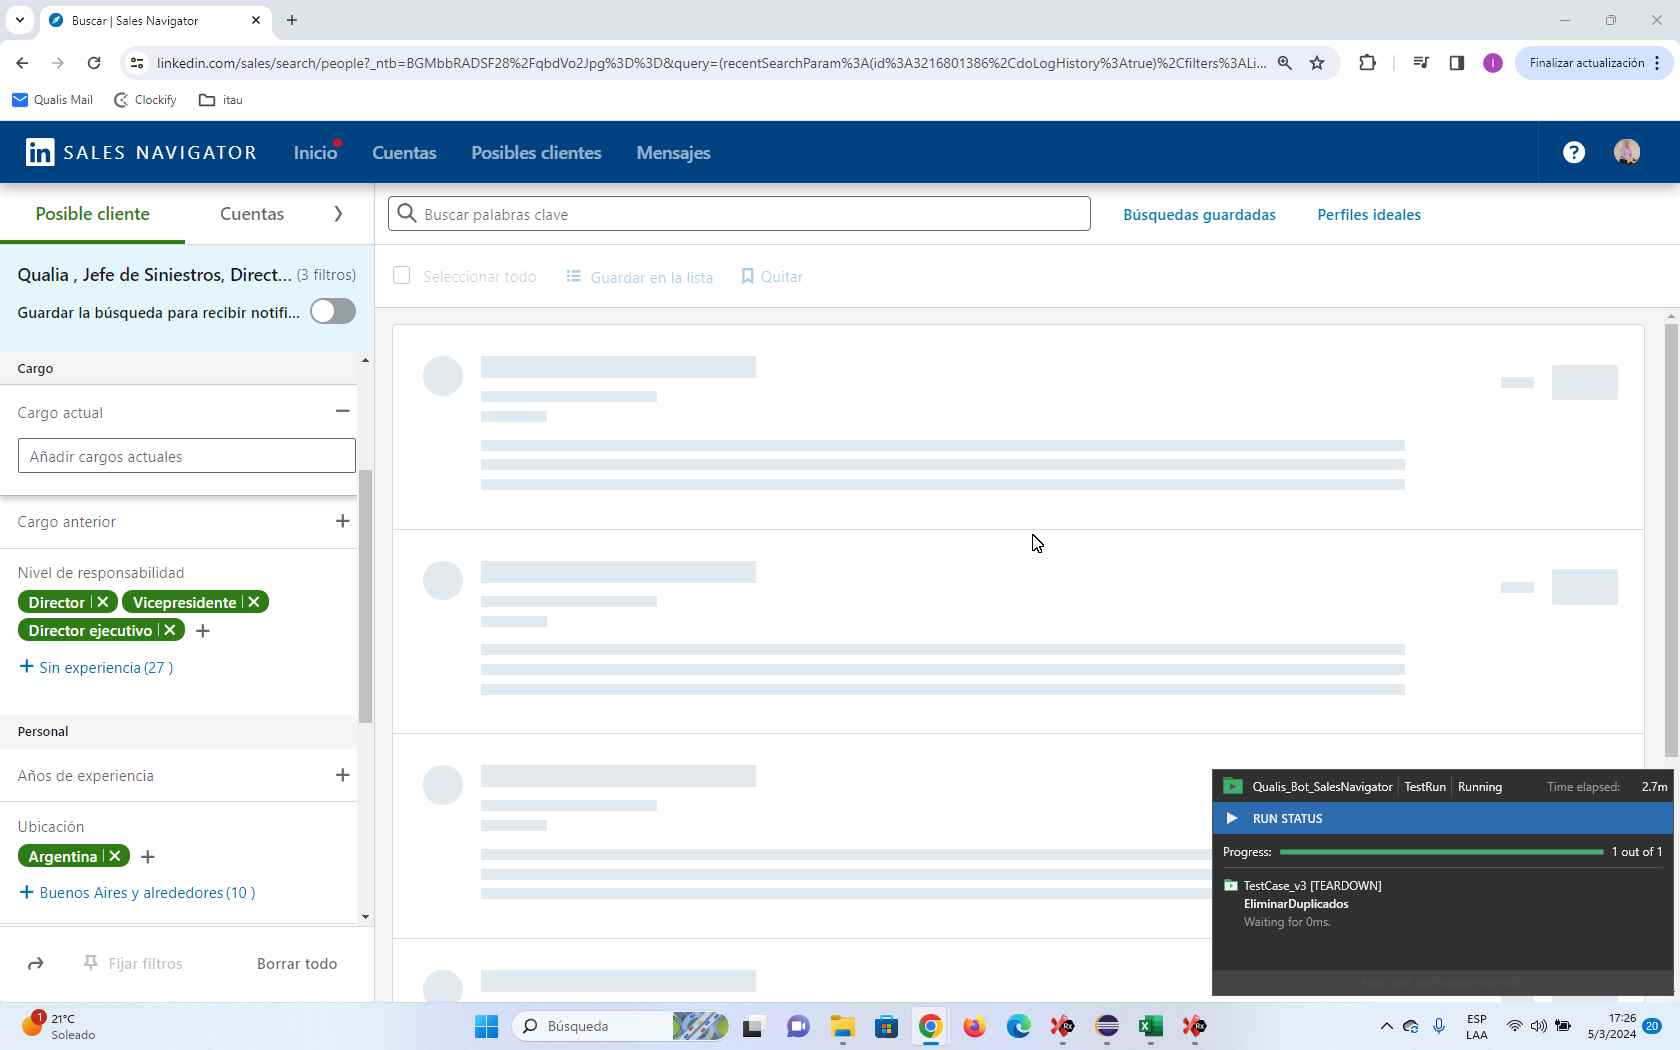 Buscar | Sales Navigator
linkedin.com/sales/search/people?_ntb=BGMbbRADSF28%2FqbdVo2Jpg%3D%3D&query=(recentSearchParam%3A(id%3A3216801386%2CdoLogHistory%3Atrue)%2Cfilters%3ALi...
Finalizar actualización
Qualis Mail
Clockify
itau
in SALES NAVIGATOR
Inicio
Cuentas
Posibles clientes
Mensajes
Posible cliente
Cuentas
Buscar palabras clave
Búsquedas guardadas
Perfiles ideales
Qualia , Jefe de Siniestros, Direct... (3 filtros)
Guardar la búsqueda para recibir notifi...
Seleccionar todo
Guardar en la lista
Quitar
Cargo
Cargo actual
Añadir cargos actuales
Cargo anterior
Nivel de responsabilidad
Director
Vicepresidente
Director ejecutivo
Sin experiencia (27 )
Personal
Años de experiencia
Ubicación
Argentina
Buenos Aires y alrededores (10 )
Fijar filtros
Borrar todo
Qualis_Bot_SalesNavigator
TestRun
Running
Time elapsed: 2.7m
RUN STATUS
Progress: 1 out of 1
TestCase_v3 [TEARDOWN]
EliminarDuplicados
Waiting for 0ms.
1
21°C
Soleado
Búsqueda
ESP
LAA
17:26
5/3/2024
20